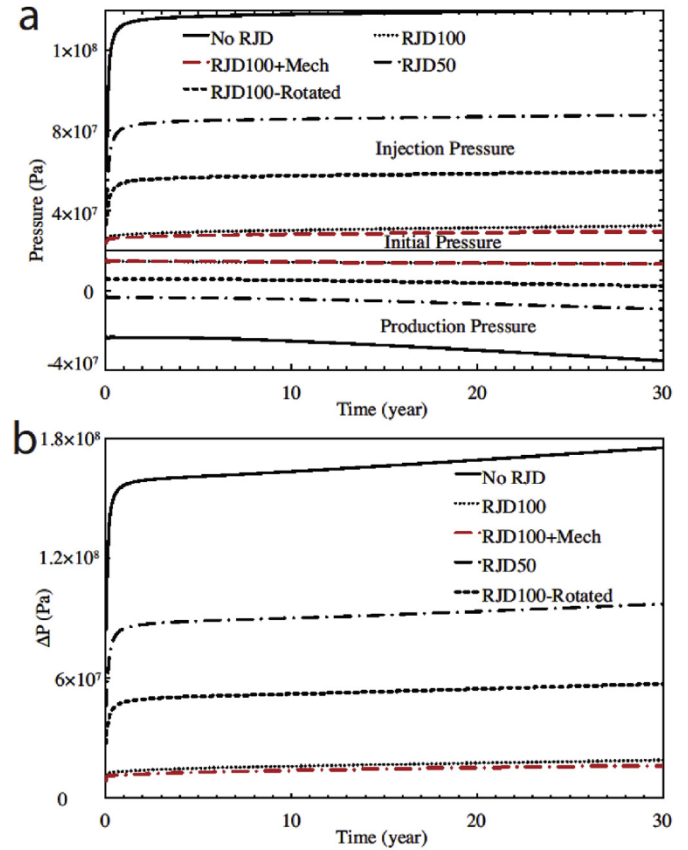 a
1×10⁸
No RJD
RJD100
RJD100+Mech
RJD50
RJD100-Rotated
8×10⁷
Injection Pressure
Pressure (Pa)
4×10⁷
Initial Pressure
0
Production Pressure
-4×10⁷
0 10 20 30
Time (year)
b
1.8×10⁸
No RJD
RJD100
RJD100+Mech
RJD50
RJD100-Rotated
1.2×10⁸
ΔP (Pa)
6×10⁷
0
0 10 20 30
Time (year)